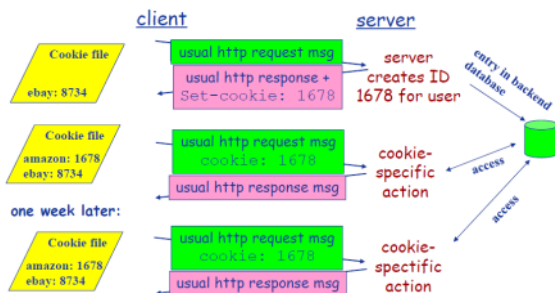 client
server
Cookie file
ebay: 8734
usual http request msg
usual http response +
Set-cookie: 1678
server
creates ID
1678 for user
entry in backend
database
Cookie file
amazon: 1678
ebay: 8734
usual http request msg
cookie: 1678
usual http response msg
cookie-
specific
action
access
access
one week later:
Cookie file
amazon: 1678
ebay: 8734
usual http request msg
cookie: 1678
usual http response msg
cookie-
spectific
action